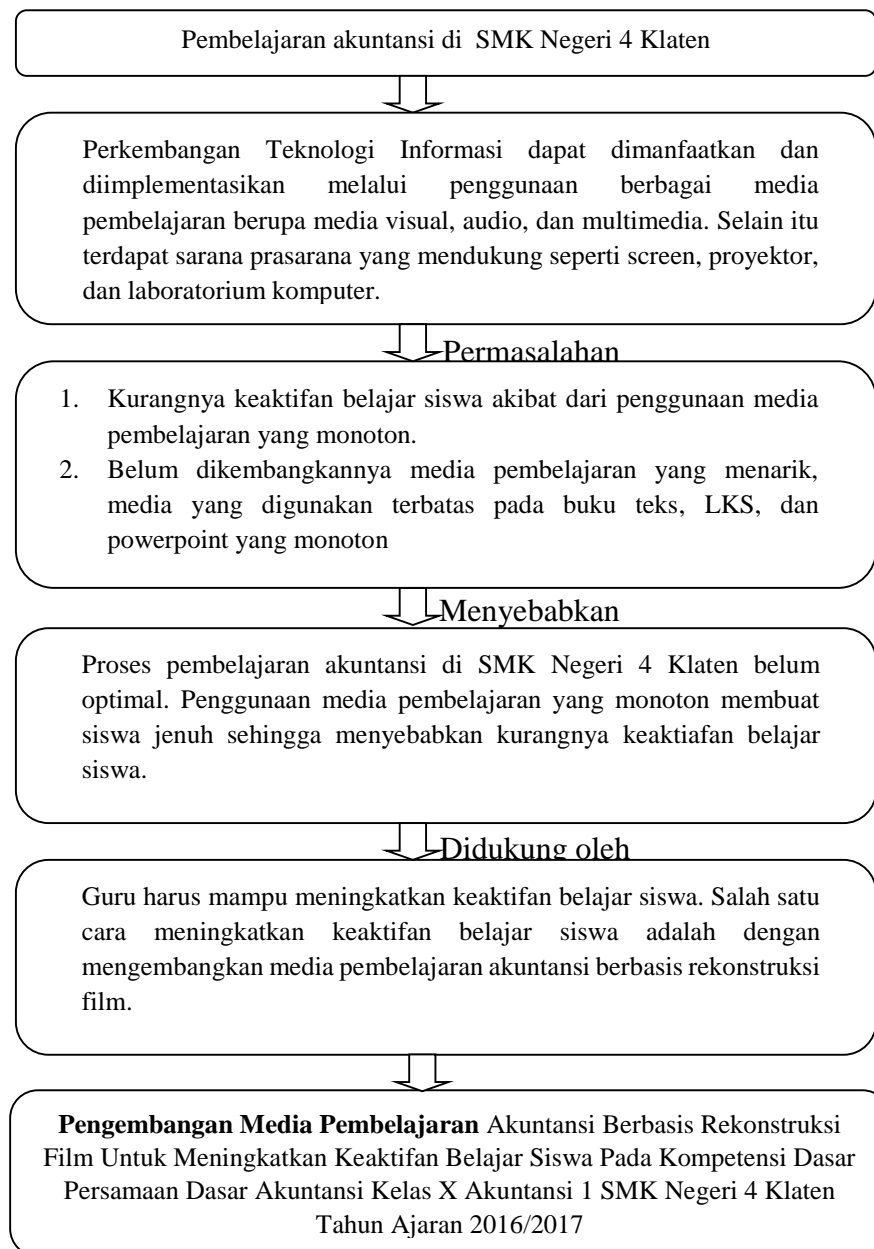 Pembelajaran akuntansi di SMK Negeri 4 Klaten
Perkembangan Teknologi Informasi dapat dimanfaatkan dan
diimplementasikan melalui penggunaan berbagai media
pembelajaran berupa media visual, audio, dan multimedia. Selain itu
terdapat sarana prasarana yang mendukung seperti screen, proyektor,
dan laboratorium komputer.
Permasalahan
1. Kurangnya keaktifan belajar siswa akibat dari penggunaan media
pembelajaran yang monoton.
2. Belum dikembangkannya media pembelajaran yang menarik,
media yang digunakan terbatas pada buku teks, LKS, dan
powerpoint yang monoton
Menyebabkan
Proses pembelajaran akuntansi di SMK Negeri 4 Klaten belum
optimal. Penggunaan media pembelajaran yang monoton membuat
siswa jenuh sehingga menyebabkan kurangnya keaktiafan belajar
siswa.
Didukung oleh
Guru harus mampu meningkatkan keaktifan belajar siswa. Salah satu
cara meningkatkan keaktifan belajar siswa adalah dengan
mengembangkan media pembelajaran akuntansi berbasis rekonstruksi
film.
Pengembangan Media Pembelajaran Akuntansi Berbasis Rekonstruksi
Film Untuk Meningkatkan Keaktifan Belajar Siswa Pada Kompetensi Dasar
Persamaan Dasar Akuntansi Kelas X Akuntansi 1 SMK Negeri 4 Klaten
Tahun Ajaran 2016/2017